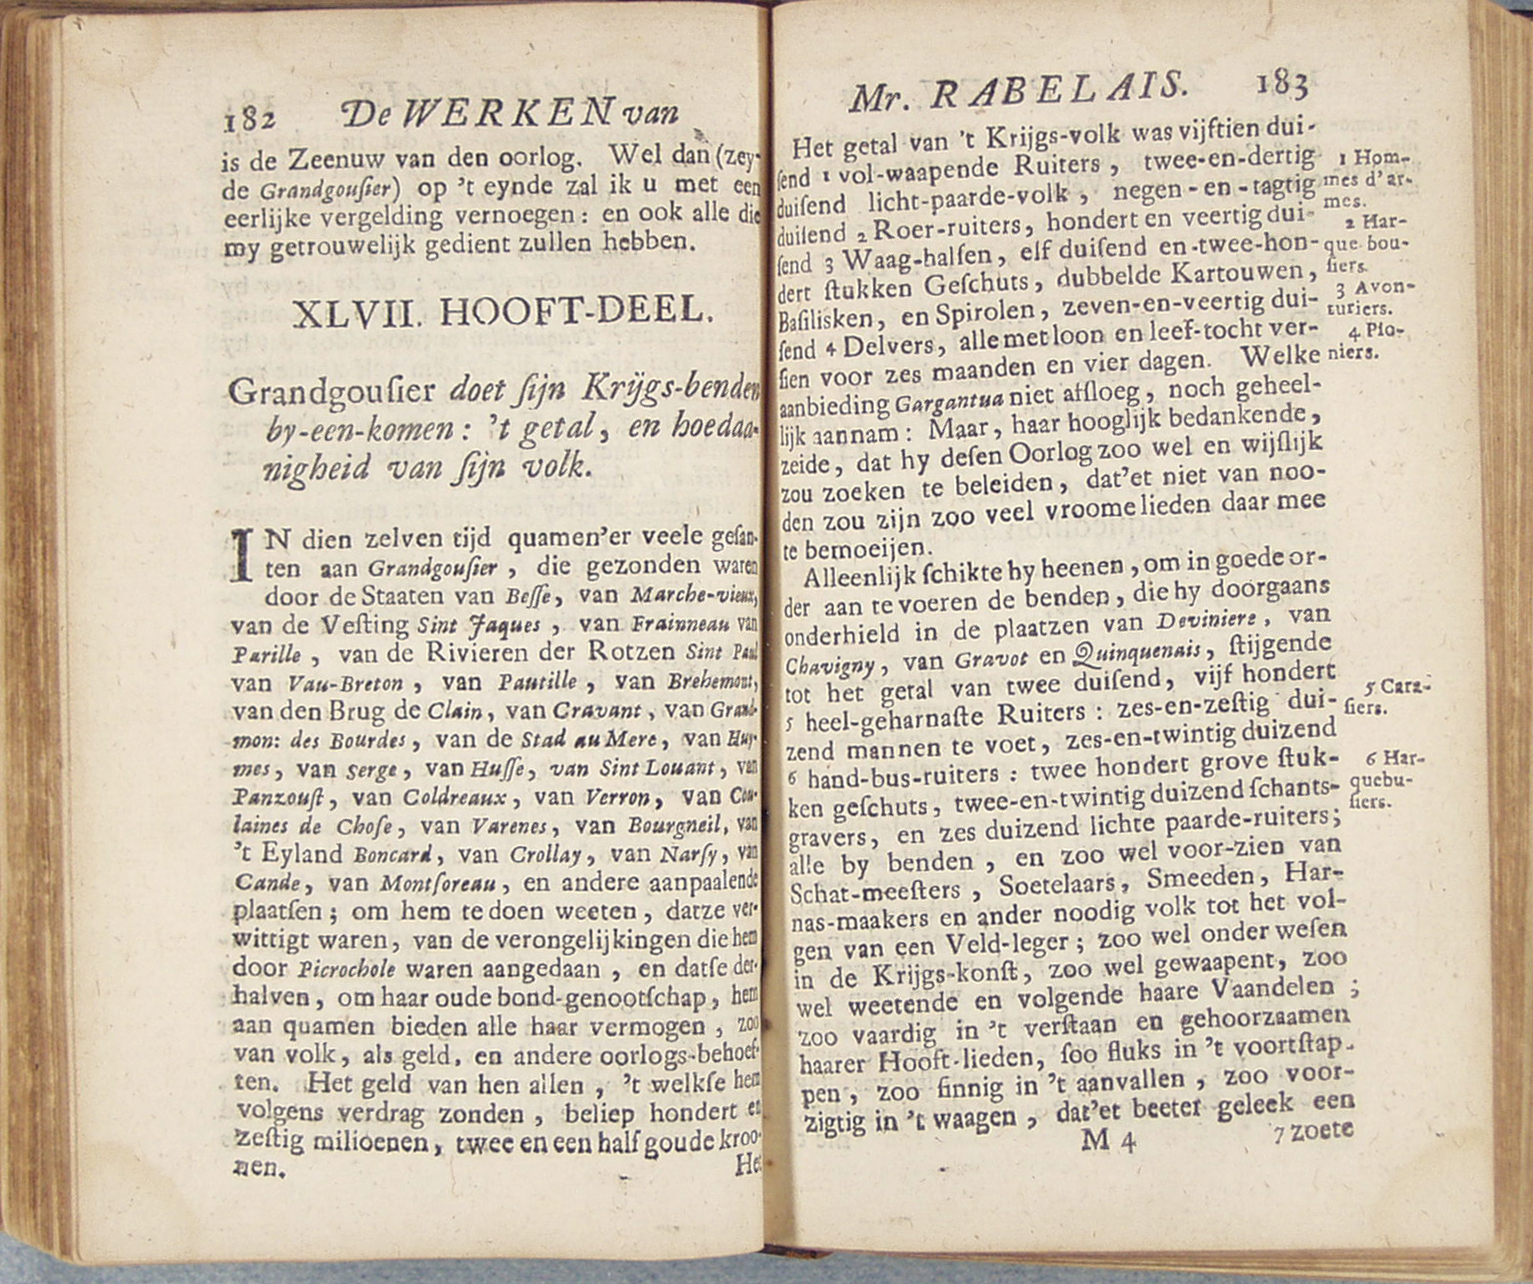 182 De WERKEN van
is de Zeenuw van den oorlog. Wel dan (zey-
de Grandgouſier) op 't eynde zal ik u met een
eerlijke vergelding vernoegen: en ook alle die
my getrouwelijk gedient zullen hebben.
XLVII. HOOFT-DEEL.
Grandgouſier doet ſijn Krijgs-benden
by-een-komen: 't getal, en hoedaa-
nigheid van ſijn volk.
IN dien zelven tijd quamen'er veele geſan-
ten aan Grandgouſier, die gezonden waren
door de Staaten van Beſſe, van Marche-vieux,
van de Veſting Sint Jaques, van Frainneau van
Parille, van de Rivieren der Rotzen Sint Paul
van Vau-Breton, van Pautille, van Brehemont,
van den Brug de Clain, van Cravant, van Grand-
mon: des Bourdes, van de Stad au Mere, van Huy-
mes, van Serge, van Huſſe, van Sint Louant, van
Panzouſt, van Coldreaux, van Verron, van Cou-
laines de Choſe, van Varenes, van Bourgneil, van
't Eyland Boncard, van Crollay, van Narſy, van
Cande, van Montſoreau, en andere aanpaalende
plaatſen; om hem te doen weeten, datze ver-
wittigt waren, van de verongelijkingen die hem
door Picrochole waren aangedaan, en datſe der-
halven, om haar oude bond-genootſchap, hem
aan quamen bieden alle haar vermogen, zoo
van volk, als geld, en andere oorlogs-behoef-
ten. Het geld van hen allen, 't welkſe hem
volgens verdrag zonden, beliep hondert en
zeſtig milioenen, twee en een half goude kroo-
nen. Het
Mr. RABELAIS. 183
Het getal van 't Krijgs-volk was vijftien dui-
ſend 1 vol-waapende Ruiters, twee-en-dertig
duiſend licht-paarde-volk, negen-en-tagtig
duiſend 2 Roer-ruiters, hondert en veertig dui-
ſend 3 Waag-halſen, elf duiſend en-twee-hon-
dert ſtukken Geſchuts, dubbelde Kartouwen,
Baſilisken, en Spirolen, zeven-en-veertig dui-
ſend 4 Delvers, alle met loon en leef-tocht ver-
ſien voor zes maanden en vier dagen. Welke
aanbieding Gargantua niet afſloeg, noch geheel-
lijk aannam: Maar, haar hooglijk bedankende,
zeide, dat hy deſen Oorlog zoo wel en wijſlijk
zou zoeken te beleiden, dat'et niet van noo-
den zou zijn zoo veel vroome lieden daar mee
te bemoeijen.
Alleenlijk ſchikte hy heenen, om in goede or-
der aan te voeren de benden, die hy doorgaans
onderhield in de plaatzen van Deviniere, van
Chavigny, van Gravot en Quinquenais, ſtijgende
tot het getal van twee duiſend, vijf hondert
5 heel-geharnaſte Ruiters: zes-en-zeſtig dui-
zend mannen te voet, zes-en-twintig duizend
6 hand-bus-ruiters: twee hondert grove ſtuk-
ken geſchuts, twee-en-twintig duizend ſchants-
gravers, en zes duizend lichte paarde-ruiters;
alle by benden, en zoo wel voor-zien van
Schat-meeſters, Soetelaars, Smeeden, Har-
nas-maakers en ander noodig volk tot het vol-
gen van een Veld-leger; zoo wel onder weſen
in de Krijgs-konſt, zoo wel gewaapent, zoo
wel weetende en volgende haare Vaandelen;
zoo vaardig in 't verſtaan en gehoorzaamen
haarer Hooft-lieden, ſoo fluks in 't voortſtap-
pen, zoo ſinnig in 't aanvallen, zoo voor-
zigtig in 't waagen, dat'et beeter geleek een
M 4 7 zoete
1 Hom-
mes d'ar-
mes.
2 Har-
que bou-
ſiers.
3 Avon-
turiers.
4 Pio-
niers.
5 Cara-
ſiers.
6 Har-
quebu-
ſiers.